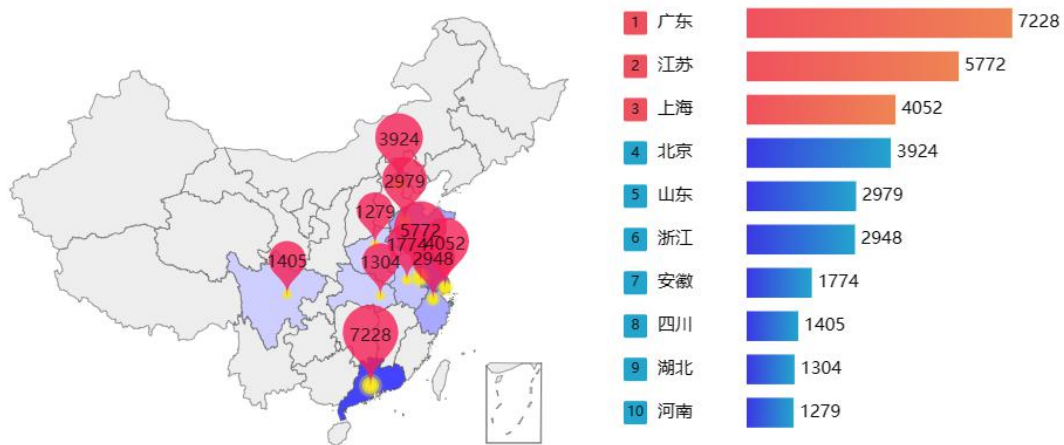 3924
2979
1279
5772
1774
4052
1405
1304
2948
7228
1 广东 7228
2 江苏 5772
3 上海 4052
4 北京 3924
5 山东 2979
6 浙江 2948
7 安徽 1774
8 四川 1405
9 湖北 1304
10 河南 1279